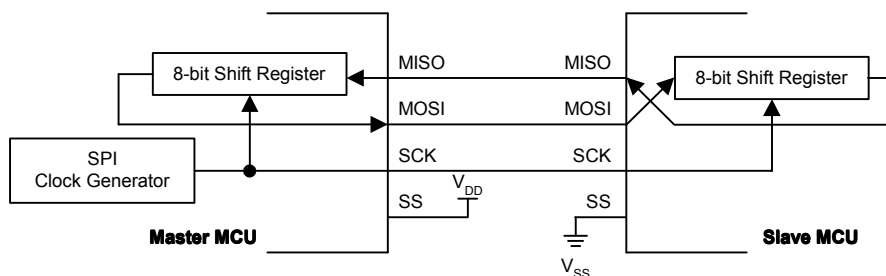 8-bit Shift Register
MISO
MISO
8-bit Shift Register
MOSI
MOSI
SPI
Clock Generator
SCK
SCK
VDD
SS
SS
Master MCU
Slave MCU
VSS